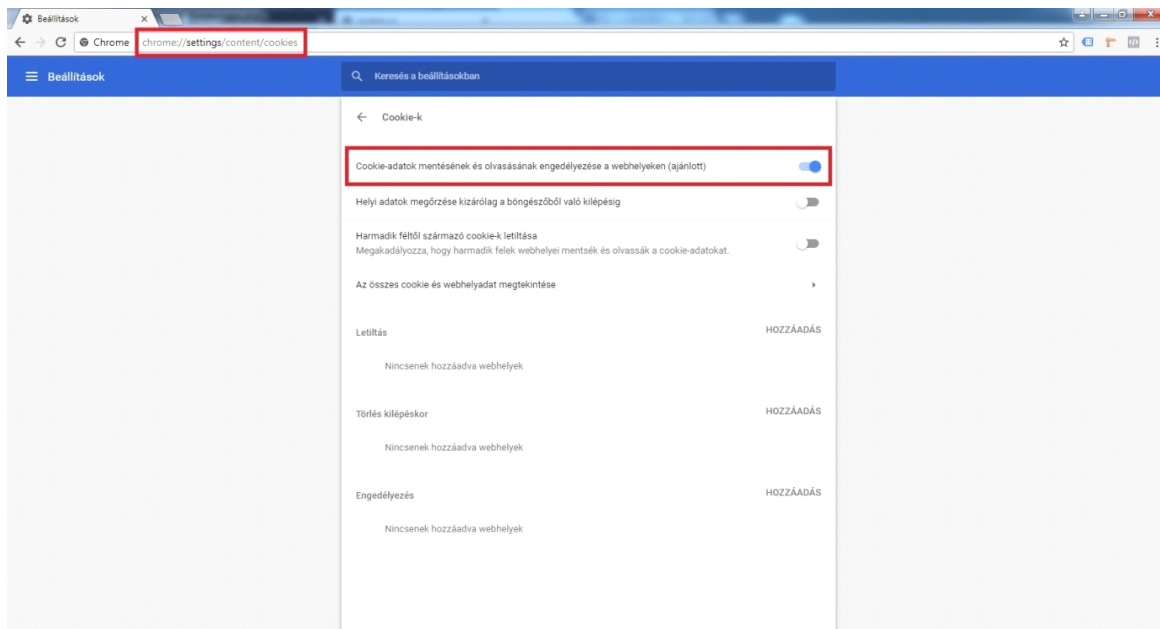 Beállítások
Chrome chrome://settings/content/cookies
Beállítások
Keresés a beállításokban
Cookie-k
Cookie-adatok mentésének és olvasásának engedélyezése a webhelyeken (ajánlott)
Helyi adatok megőrzése kizárólag a böngészőből való kilépésig
Harmadik féltől származó cookie-k letiltása
Megakadályozza, hogy harmadik felek webhelyei mentsék és olvassák a cookie-adatokat.
Az összes cookie és webhelyadat megtekintése
Letiltás HOZZÁADÁS
Nincsenek hozzáadva webhelyek
Törlés kilépéskor HOZZÁADÁS
Nincsenek hozzáadva webhelyek
Engedélyezés HOZZÁADÁS
Nincsenek hozzáadva webhelyek